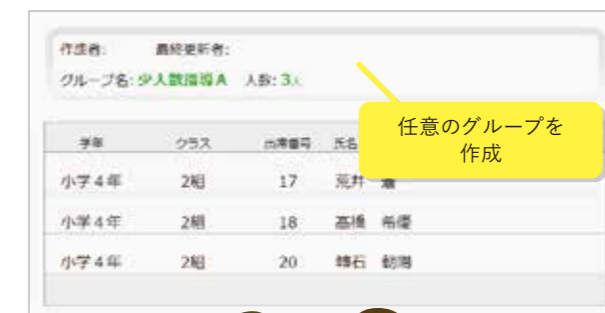 作成者: 最終更新者:
グループ名: 少人数指導A 人数: 3人
任意のグループを
作成
学年 クラス 出席番号 氏名
小学4年 2組 17 荒井
小学4年 2組 18 高橋 希優
小学4年 2組 20